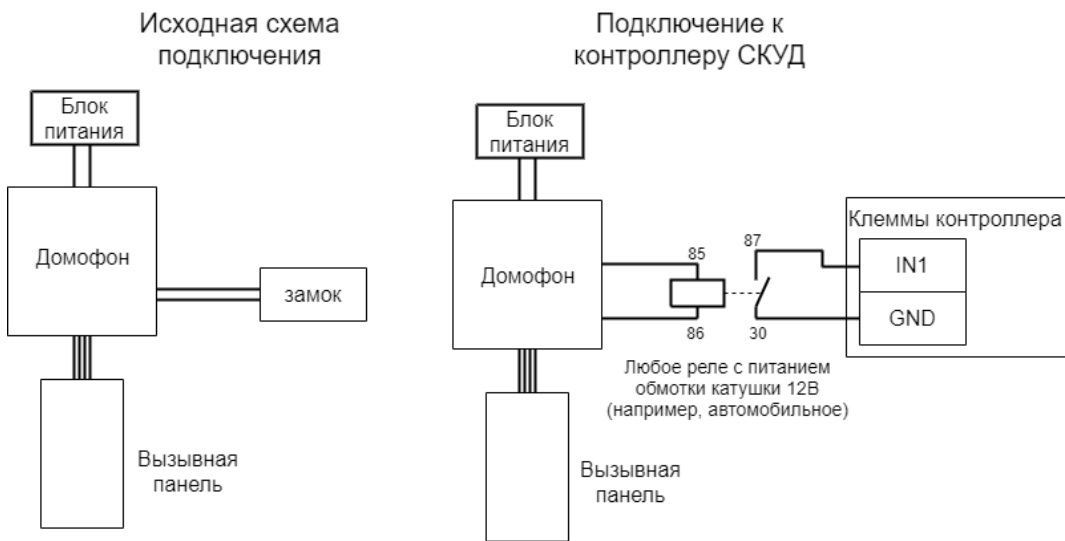 Исходная схема
подключения
Блок
питания
Домофон
замок
Вызывная
панель
Подключение к
контроллеру СКУД
Блок
питания
Домофон
85
86
87
30
Клеммы контроллера
IN1
GND
Любое реле с питанием
обмотки катушки 12В
(например, автомобильное)
Вызывная
панель